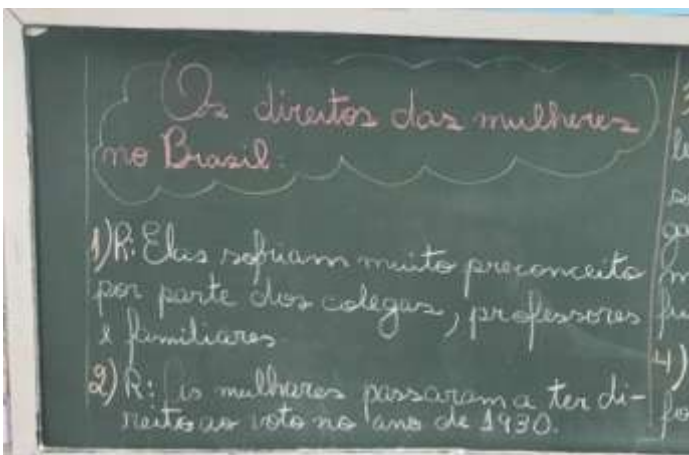 Os direitos das mulheres
no Brasil.
1) R: Elas sofriam muito preconceito
por parte dos colegas, professores
e familiares
2) R: As mulheres passaram a ter di-
reito ao voto no ano de 1930.
4)